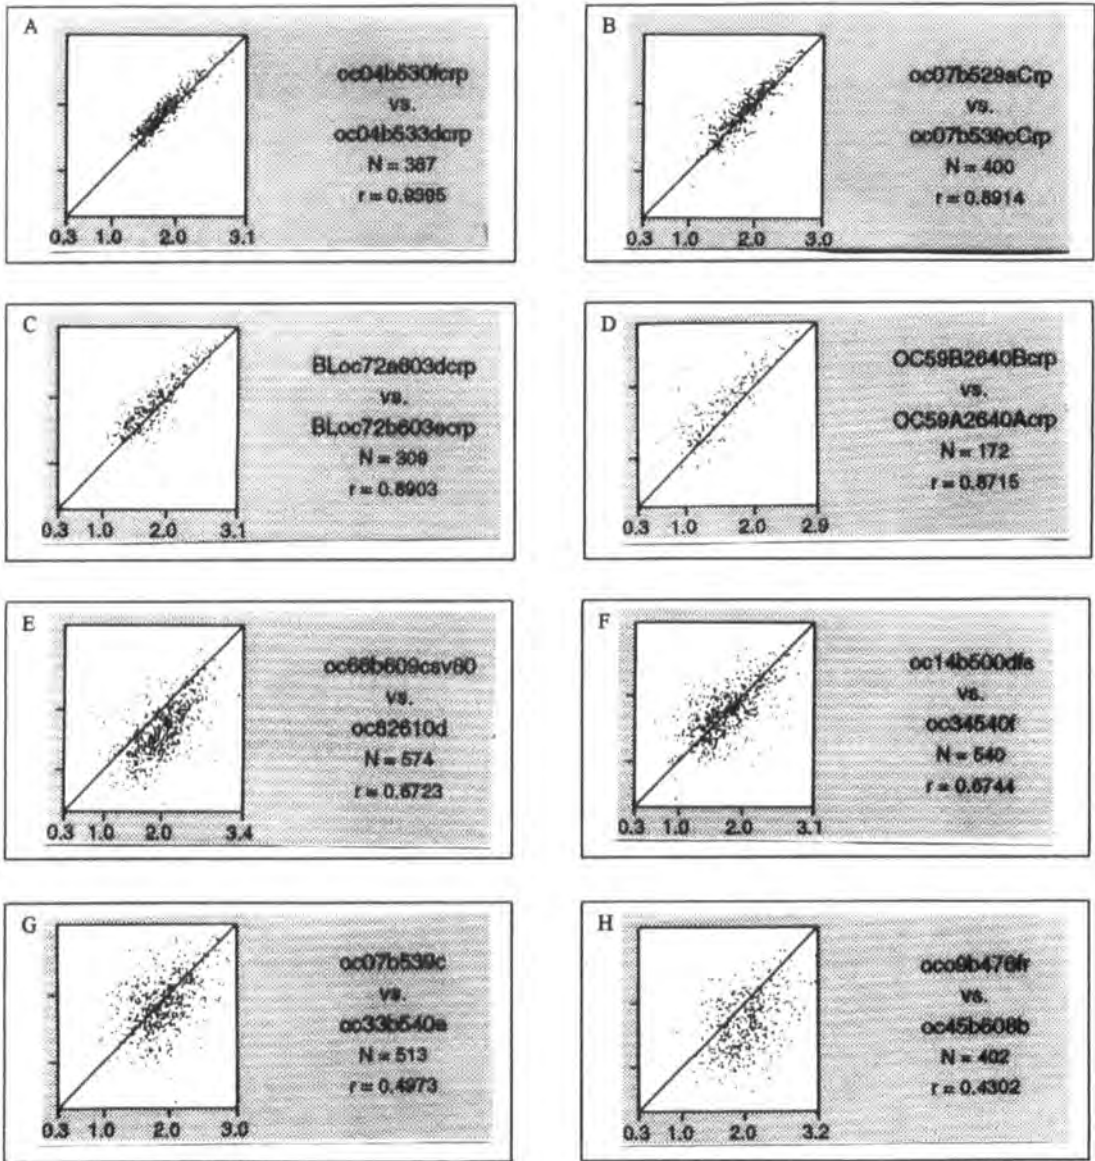 A
oc04b530fcrp
vs.
oc04b533dcrp
N = 387
r = 0.9395
0.3 1.0 2.0 3.1
B
oc07b529aCrp
vs.
oc07b539cCrp
N = 400
r = 0.8914
0.3 1.0 2.0 3.0
C
BLoc72a603dcrp
vs.
BLoc72b603ecrp
N = 309
r = 0.8903
0.3 1.0 2.0 3.1
D
OC59B2640Bcrp
vs.
OC59A2640Acrp
N = 172
r = 0.8715
0.3 1.0 2.0 2.9
E
oc66b609csv80
vs.
oc82610d
N = 574
r = 0.6723
0.3 1.0 2.0 3.4
F
oc14b500dfs
vs.
oc34540f
N = 540
r = 0.6744
0.3 1.0 2.0 3.1
G
oc07b539c
vs.
oc33b540e
N = 513
r = 0.4973
0.3 1.0 2.0 3.0
H
oco9b476fr
vs.
oc45b608b
N = 402
r = 0.4302
0.3 1.0 2.0 3.2